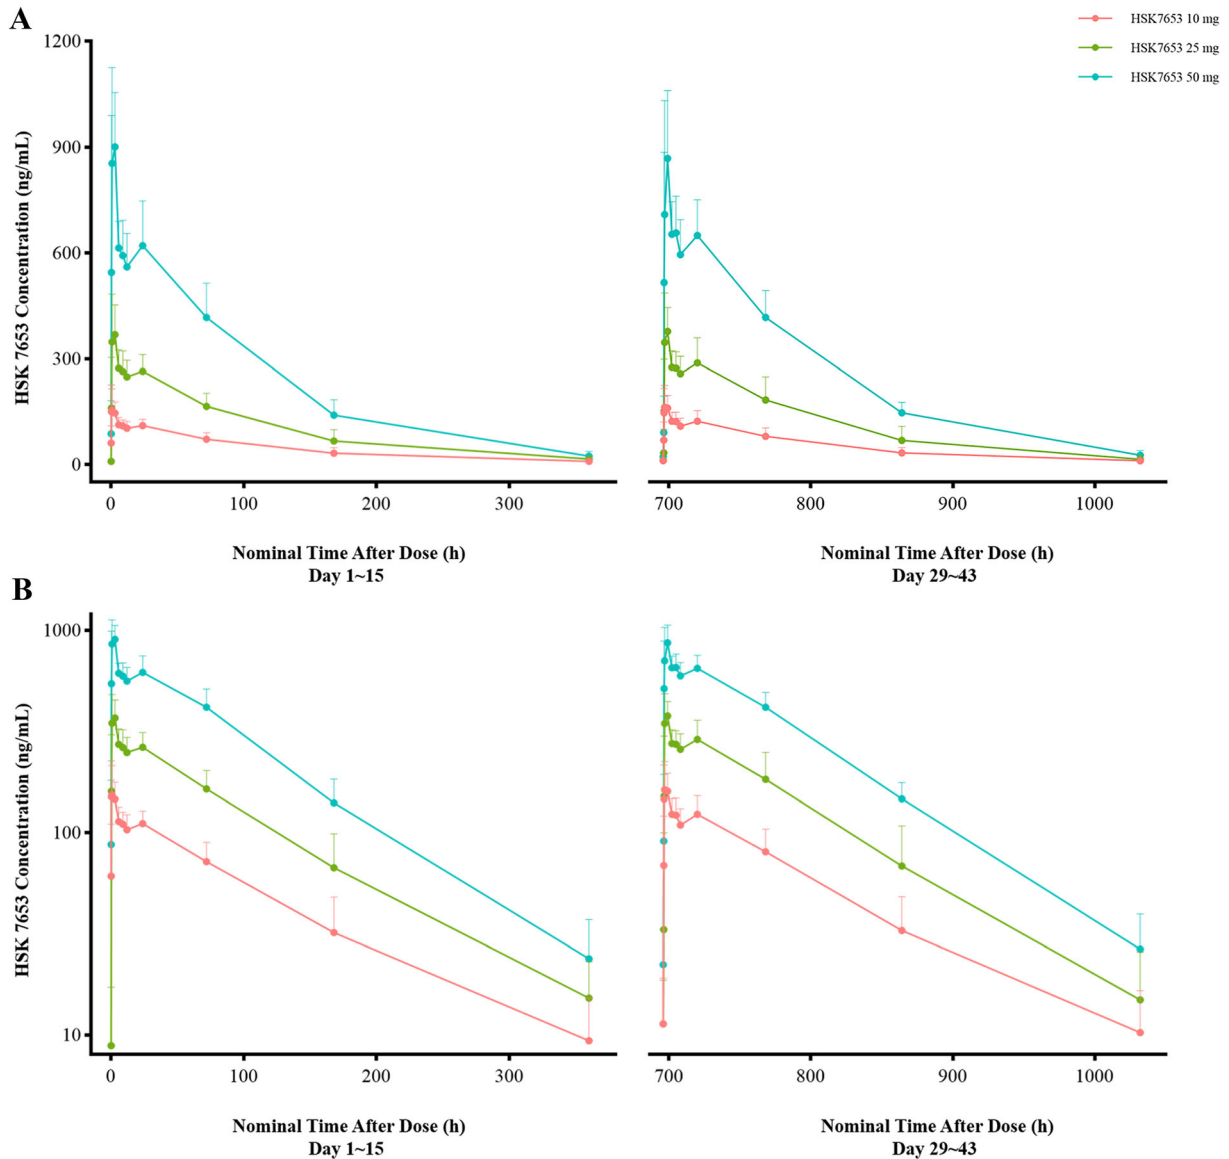 A
HSK7653 10 mg
HSK7653 25 mg
HSK7653 50 mg
HSK 7653 Concentration (ng/mL)
1200
900
600
300
0
0 100 200 300
700 800 900 1000
Nominal Time After Dose (h)
Day 1~15
Nominal Time After Dose (h)
Day 29~43
B
HSK 7653 Concentration (ng/mL)
1000
100
10
0 100 200 300
700 800 900 1000
Nominal Time After Dose (h)
Day 1~15
Nominal Time After Dose (h)
Day 29~43